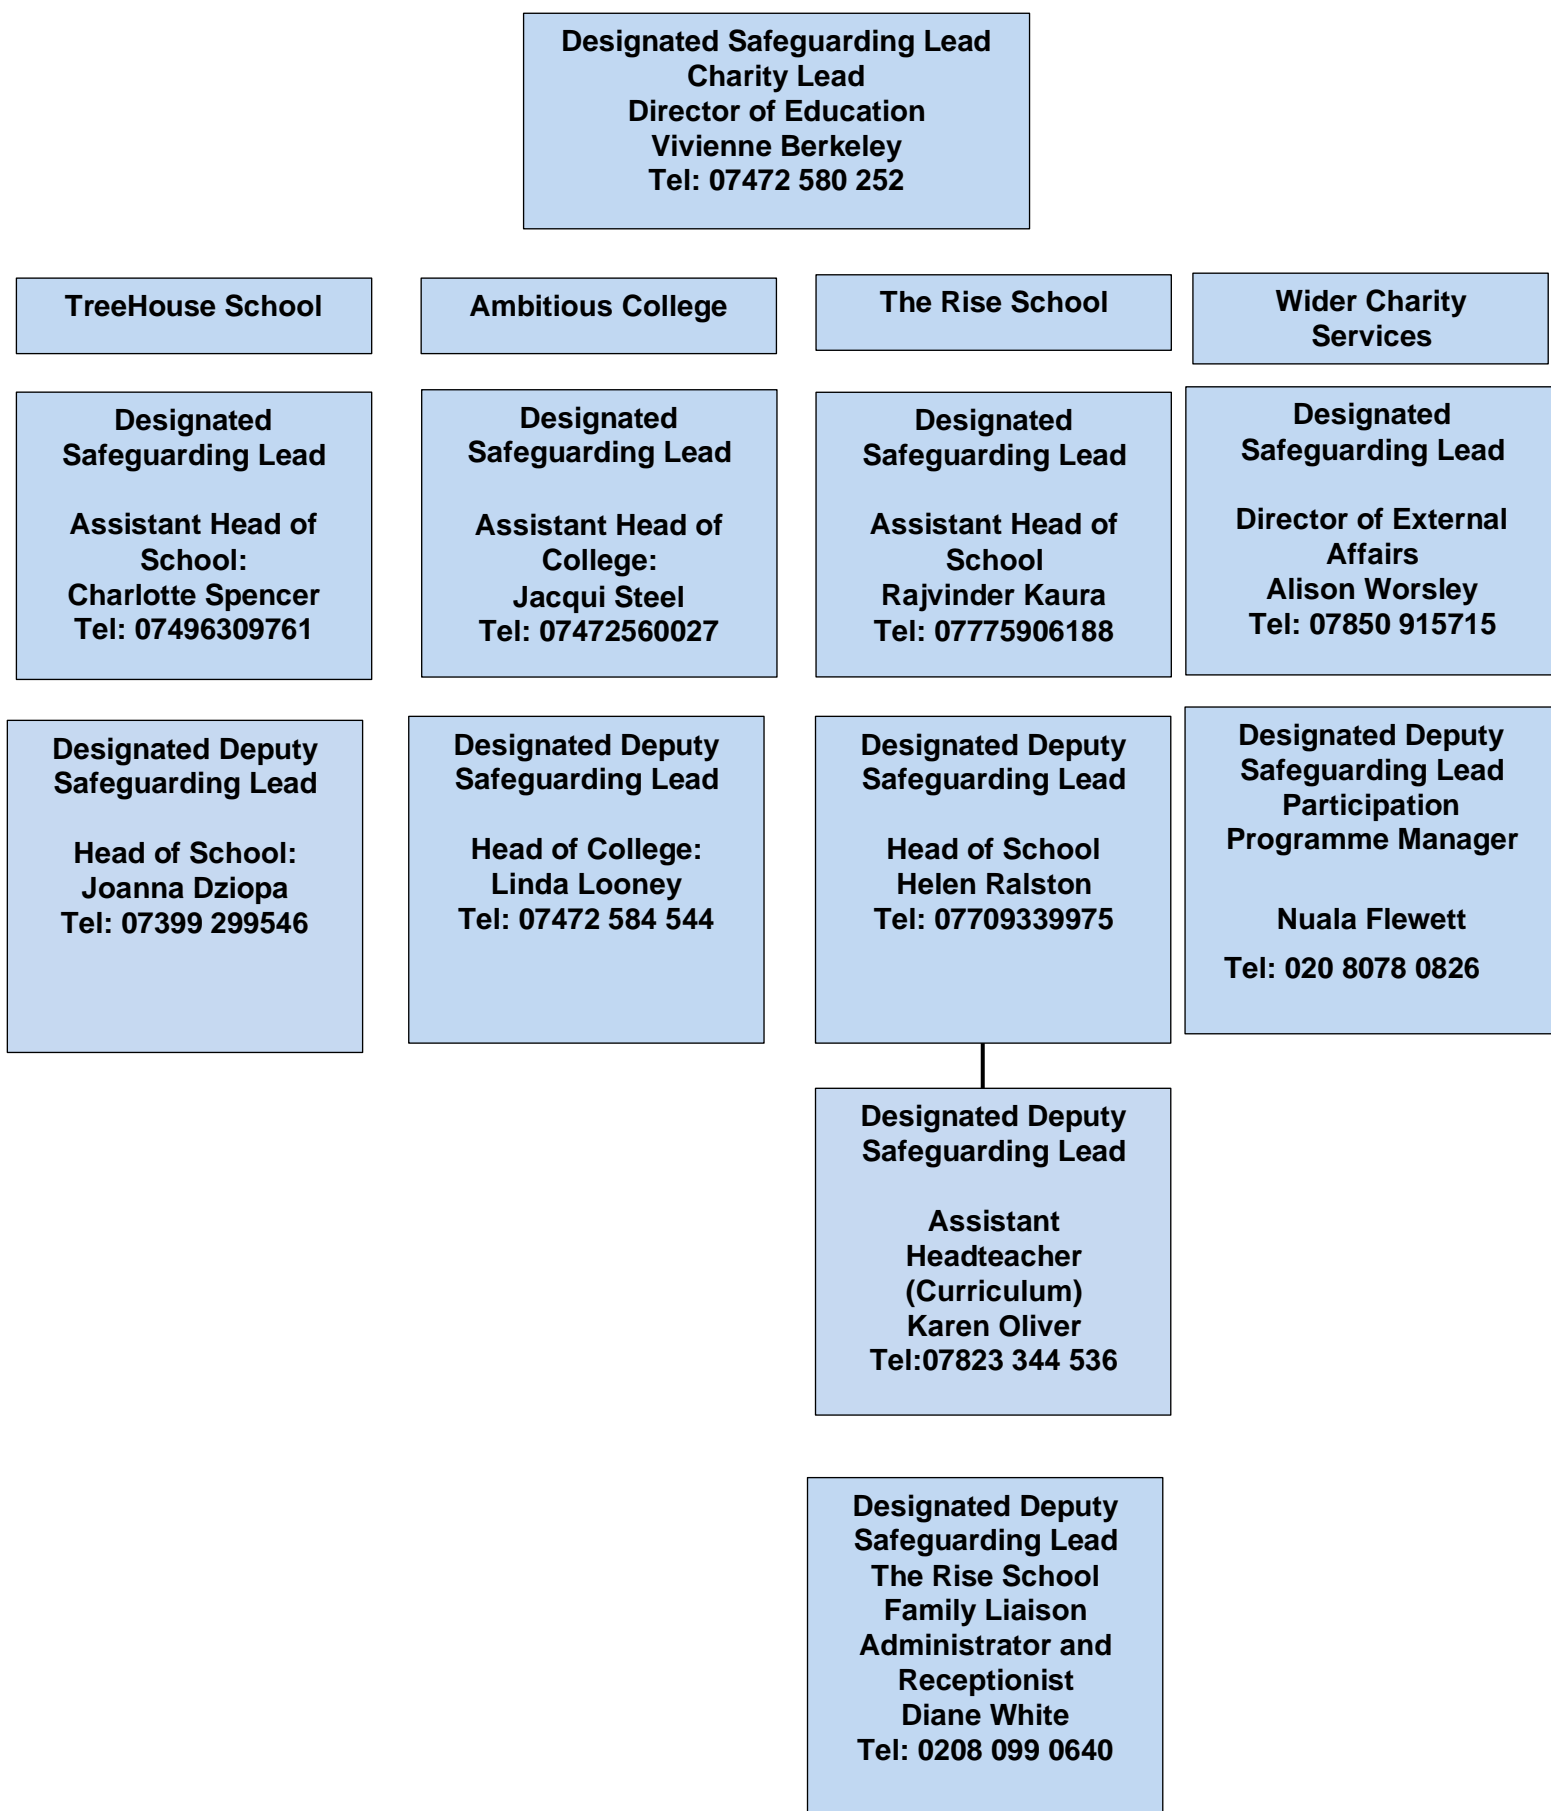 Designated Safeguarding Lead
Charity Lead
Director of Education
Vivienne Berkeley
Tel: 07472 580 252
TreeHouse School
Ambitious College
The Rise School
Wider Charity
Services
Designated
Safeguarding Lead
Assistant Head of
School:
Charlotte Spencer
Tel: 07496309761
Designated
Safeguarding Lead
Assistant Head of
College:
Jacqui Steel
Tel: 07472560027
Designated
Safeguarding Lead
Assistant Head of
School
Rajvinder Kaura
Tel: 07775906188
Designated
Safeguarding Lead
Director of External
Affairs
Alison Worsley
Tel: 07850 915715
Designated Deputy
Safeguarding Lead
Head of School:
Joanna Dziopa
Tel: 07399 299546
Designated Deputy
Safeguarding Lead
Head of College:
Linda Looney
Tel: 07472 584 544
Designated Deputy
Safeguarding Lead
Head of School
Helen Ralston
Tel: 07709339975
Designated Deputy
Safeguarding Lead
Participation
Programme Manager
Nuala Flewett
Tel: 020 8078 0826
Designated Deputy
Safeguarding Lead
Assistant
Headteacher
(Curriculum)
Karen Oliver
Tel:07823 344 536
Designated Deputy
Safeguarding Lead
The Rise School
Family Liaison
Administrator and
Receptionist
Diane White
Tel: 0208 099 0640